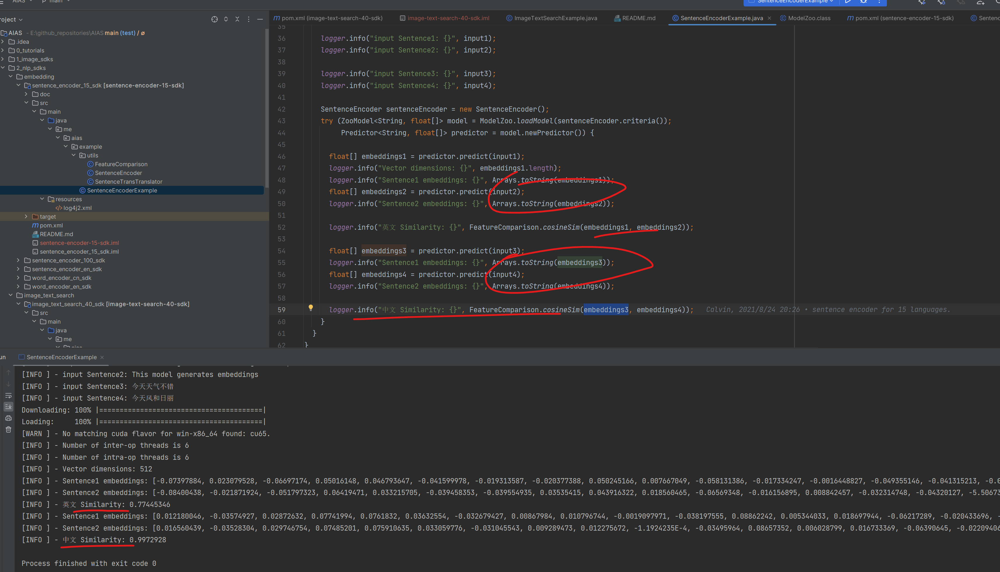 AIAS main
SentenceEncoderExample
roject
pom.xml (image-text-search-40-sdk)
image-text-search-40-sdk.iml
ImageTextSearchExample.java
README.md
SentenceEncoderExample.java
ModelZoo.class
pom.xml (sentence-encoder-15-sdk)
Sentenc
AIAS - E:\github_repositories\AIAS main (test) / ø
.idea
0_tutorials
1_image_sdks
2_nlp_sdks
embedding
sentence_encoder_15_sdk [sentence-encoder-15-sdk]
doc
src
main
java
me
aias
example
utils
FeatureComparison
SentenceEncoder
SentenceTransTranslator
SentenceEncoderExample
resources
log4j2.xml
target
pom.xml
README.md
sentence-encoder-15-sdk.iml
sentence_encoder_15_sdk.iml
sentence_encoder_100_sdk
sentence_encoder_en_sdk
word_encoder_cn_sdk
word_encoder_en_sdk
image_text_search
image_text_search_40_sdk [image-text-search-40-sdk]
src
main
java
me
aias
35
36 logger.info("input Sentence1: {}", input1);
37 logger.info("input Sentence2: {}", input2);
38
39 logger.info("input Sentence3: {}", input3);
40 logger.info("input Sentence4: {}", input4);
41
42 SentenceEncoder sentenceEncoder = new SentenceEncoder();
43 try (ZooModel<String, float[]> model = ModelZoo.loadModel(sentenceEncoder.criteria());
44 Predictor<String, float[]> predictor = model.newPredictor()) {
45
46 float[] embeddings1 = predictor.predict(input1);
47 logger.info("Vector dimensions: {}", embeddings1.length);
48 logger.info("Sentence1 embeddings: {}", Arrays.toString(embeddings1));
49 float[] embeddings2 = predictor.predict(input2);
50 logger.info("Sentence2 embeddings: {}", Arrays.toString(embeddings2));
51
52 logger.info("英文 Similarity: {}", FeatureComparison.cosineSim(embeddings1, embeddings2));
53
54 float[] embeddings3 = predictor.predict(input3);
55 logger.info("Sentence1 embeddings: {}", Arrays.toString(embeddings3));
56 float[] embeddings4 = predictor.predict(input4);
57 logger.info("Sentence2 embeddings: {}", Arrays.toString(embeddings4));
58
59 logger.info("中文 Similarity: {}", FeatureComparison.cosineSim(embeddings3, embeddings4)); Calvin, 2021/8/24 20:26 • sentence encoder for 15 languages.
60 }
61 }
62 }
un SentenceEncoderExample
[INFO ] - input Sentence2: This model generates embeddings
[INFO ] - input Sentence3: 今天天气不错
[INFO ] - input Sentence4: 今天风和日丽
Downloading: 100% |========================================|
Loading: 100% |========================================|
[WARN ] - No matching cuda flavor for win-x86_64 found: cu65.
[INFO ] - Number of inter-op threads is 6
[INFO ] - Number of intra-op threads is 6
[INFO ] - Vector dimensions: 512
[INFO ] - Sentence1 embeddings: [-0.07397884, 0.023079528, -0.06697174, 0.05016148, 0.046793647, -0.041599978, -0.019313587, -0.020377388, 0.050245166, 0.007667049, -0.058131386, -0.017334247, -0.0016448827, -0.049355146, -0.041315213, -0.0
[INFO ] - Sentence2 embeddings: [-0.08400438, -0.021871924, -0.051797323, 0.06419471, 0.033215705, -0.039458353, -0.039554935, 0.03535415, 0.043916322, 0.018560465, -0.06569348, -0.016156895, 0.008842457, -0.032314748, -0.04320127, -5.50673
[INFO ] - 英文 Similarity: 0.77445346
[INFO ] - Sentence1 embeddings: [0.012180046, -0.03574927, 0.02872632, 0.07741994, 0.0761832, 0.03632554, -0.032679427, 0.00867984, 0.010796744, -0.0019097971, -0.038197555, 0.08862242, 0.005344033, 0.018697944, -0.06217289, -0.020433696, -
[INFO ] - Sentence2 embeddings: [0.016560439, -0.03528304, 0.029746754, 0.07485201, 0.075910635, 0.033059776, -0.031045543, 0.009289473, 0.012275672, -1.1924235E-4, -0.03495964, 0.08657352, 0.006028799, 0.016733369, -0.06390645, -0.02209406
[INFO ] - 中文 Similarity: 0.9972928
Process finished with exit code 0